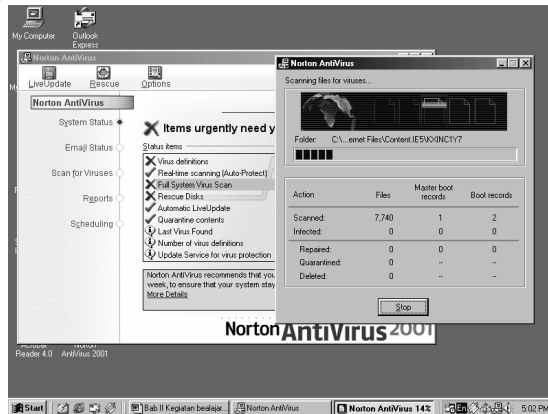 My Computer
Outlook Express
Norton AntiVirus
LiveUpdate Rescue Options
Norton AntiVirus
System Status
Email Status
Scan for Viruses
Reports
Scheduling
Items urgently need y
Status items
Virus definitions
Real-time scanning (Auto-Protect)
Full System Virus Scan
Rescue Disks
Automatic LiveUpdate
Quarantine contents
Last Virus Found
Number of virus definitions
Update Service for virus protection
Norton AntiVirus recommends that you
week, to ensure that your system stay
More Details
Norton AntiVirus 2001
Norton AntiVirus
Scanning files for viruses...
Folder: C:\...ernet Files\Content.IE5\KXINC1Y7
Action Files Master boot records Boot records
Scanned: 7,740 1 2
Infected: 0 0 0
Repaired: 0 0 0
Quarantined: 0 -- --
Deleted: 0 -- --
Stop
Reader 4.0 AntiVirus 2001
Start Bab II Kegiatan bealajar... Norton AntiVirus Norton AntiVirus 14% En 5:02 PM